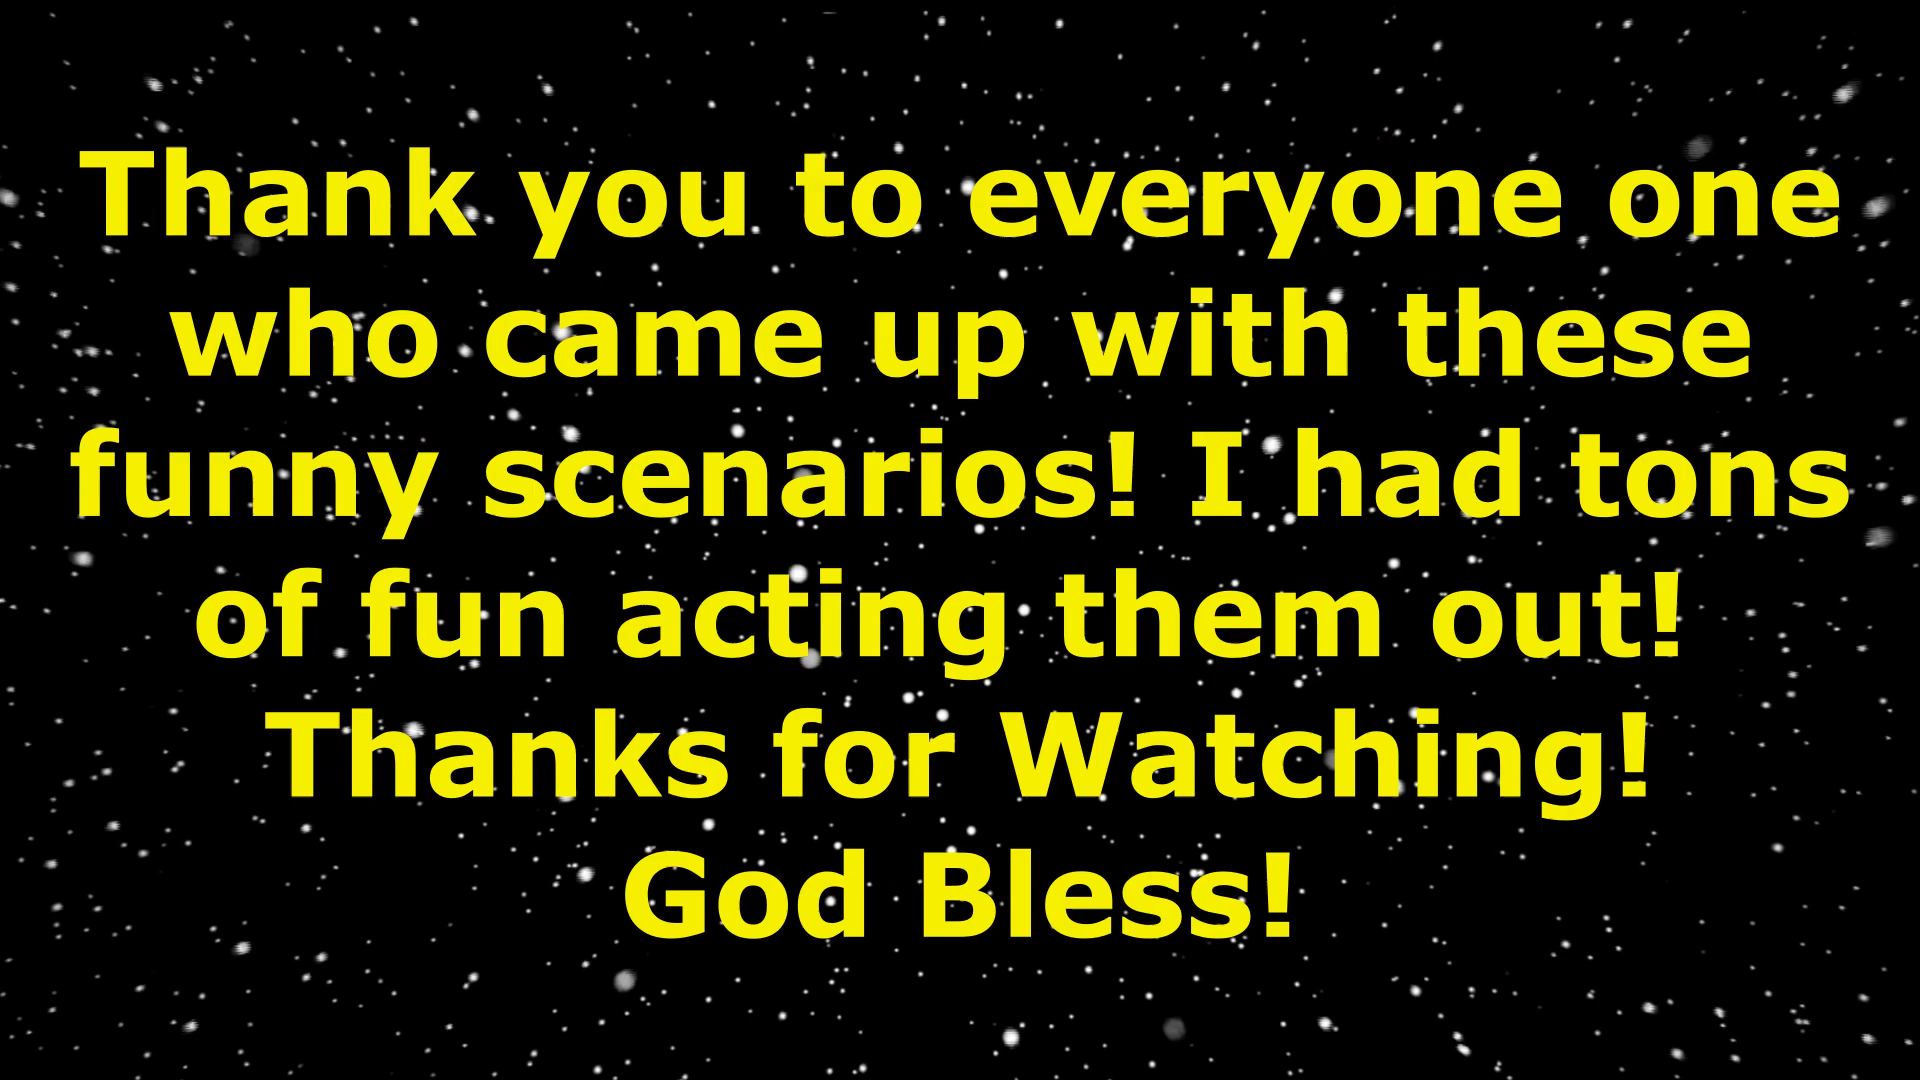 Thank you to everyone one
who came up with these
funny scenarios! I had tons
of fun acting them out!
Thanks for Watching!
God Bless!